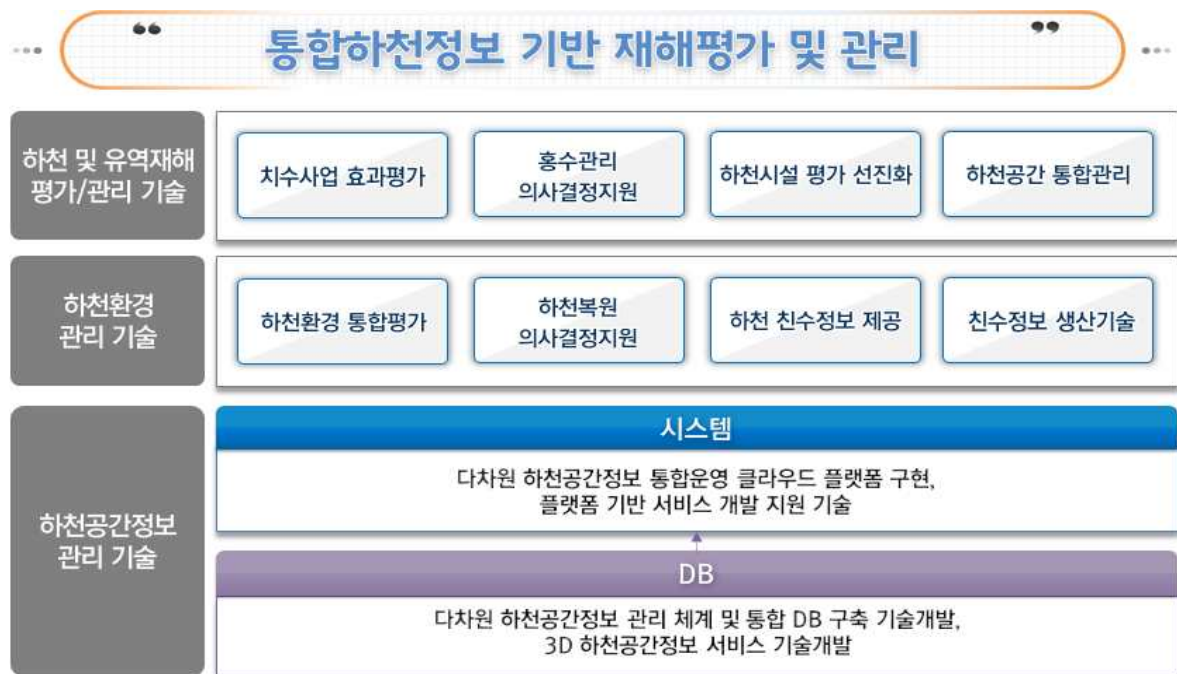 “ 통합하천정보 기반 재해평가 및 관리 ”
하천 및 유역재해
평가/관리 기술
치수사업 효과평가
홍수관리
의사결정지원
하천시설 평가 선진화
하천공간 통합관리
하천환경
관리 기술
하천환경 통합평가
하천복원
의사결정지원
하천 친수정보 제공
친수정보 생산기술
하천공간정보
관리 기술
시스템
다차원 하천공간정보 통합운영 클라우드 플랫폼 구현,
플랫폼 기반 서비스 개발 지원 기술
DB
다차원 하천공간정보 관리 체계 및 통합 DB 구축 기술개발,
3D 하천공간정보 서비스 기술개발